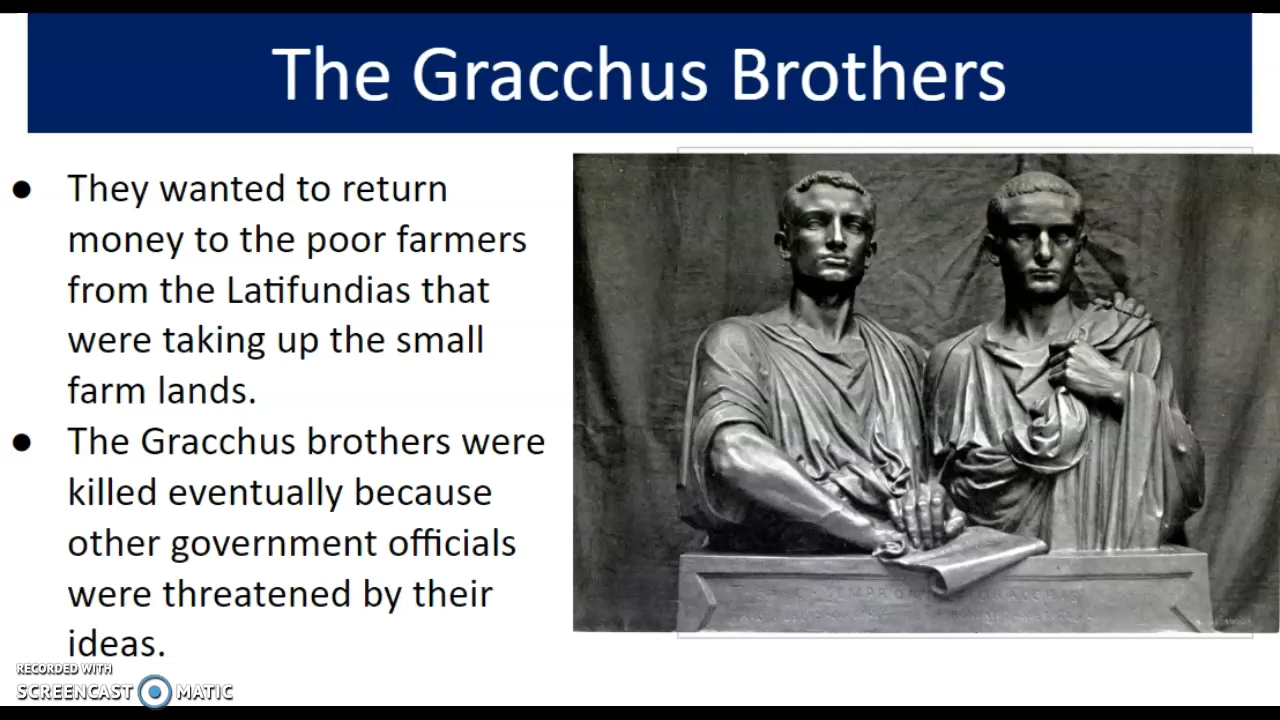 The Gracchus Brothers
● They wanted to return
money to the poor farmers
from the Latifundias that
were taking up the small
farm lands.
● The Gracchus brothers were
killed eventually because
other government officials
were threatened by their
ideas.
RECORDED WITH
SCREENCAST MATIC